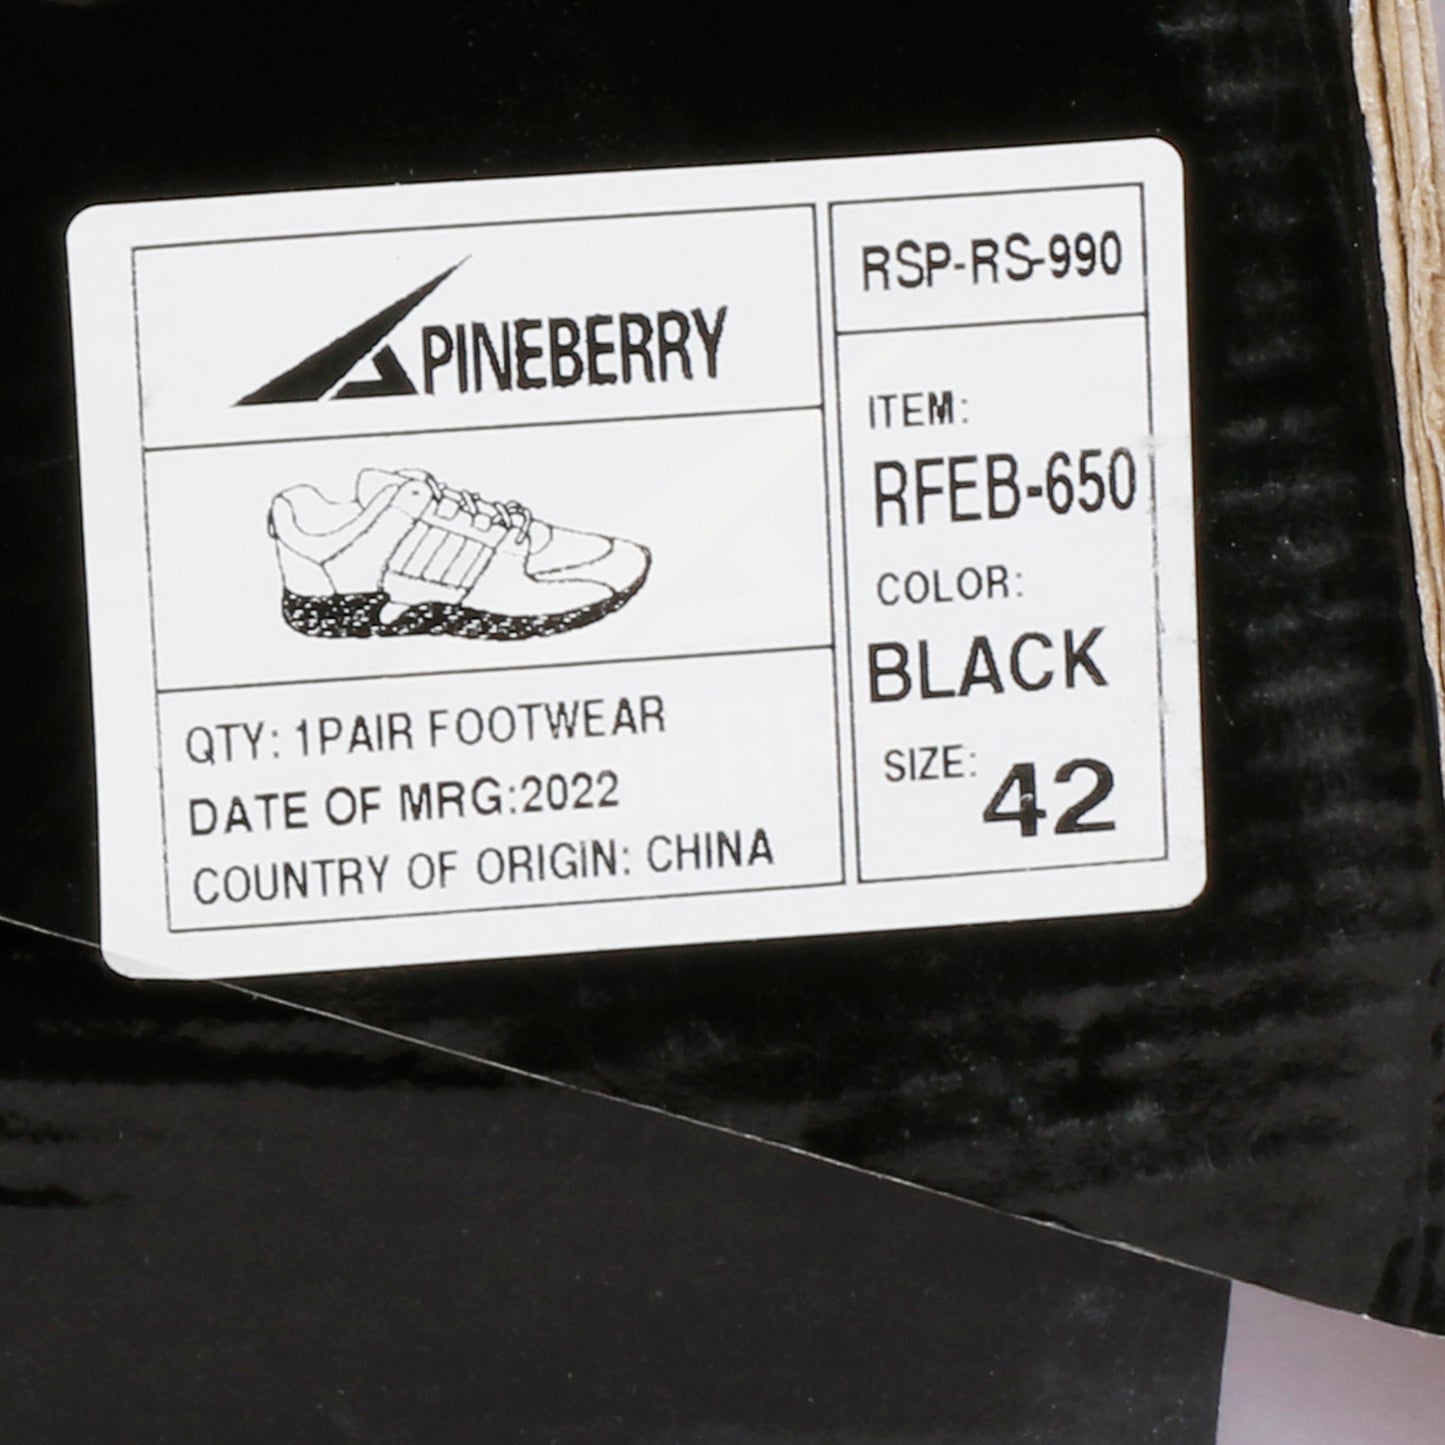 PINEBERRY
QTY: 1PAIR FOOTWEAR
DATE OF MRG:2022
COUNTRY OF ORIGIN: CHINA
RSP-RS-990
ITEM:
RFEB-650
COLOR:
BLACK
SIZE: 42